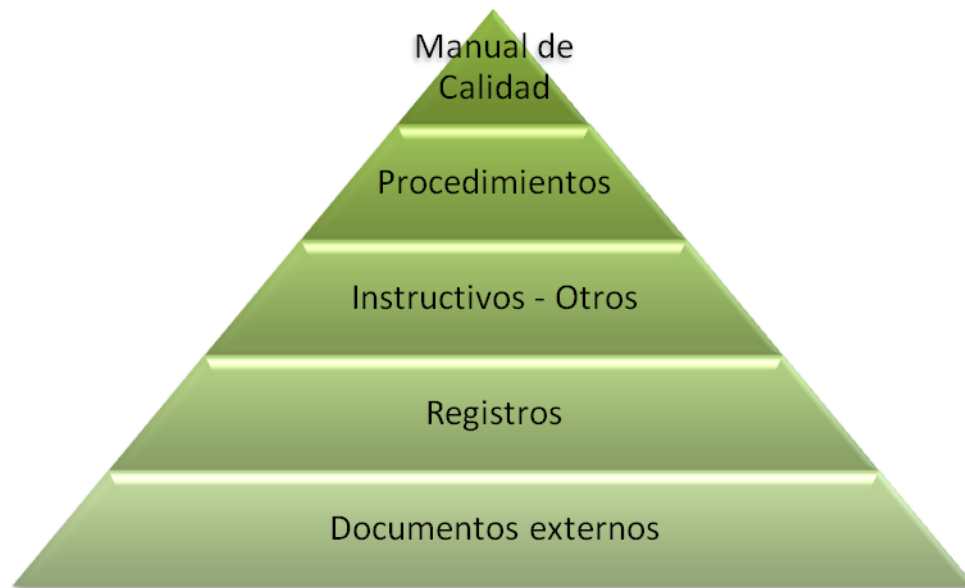 Manual de
Calidad
Procedimientos
Instructivos - Otros
Registros
Documentos externos